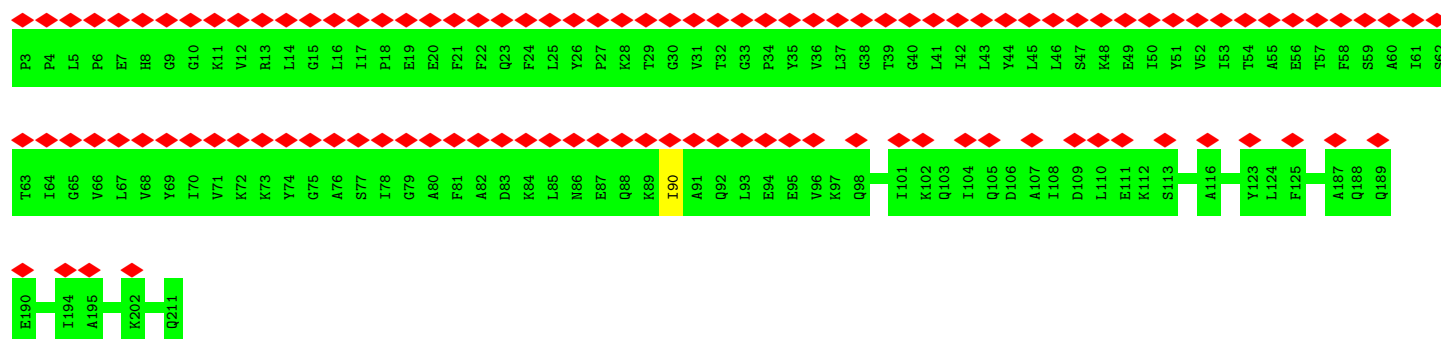 P3 P4 L5 P6 E7 H8 G9 G10 K11 V12 R13 L14 G15 L16 I17 P18 E19 E20 F21 F22 Q23 F24 L25 Y26 P27 K28 T29 G30 V31 T32 G33 P34 Y35 V36 L37 G38 T39 G40 L41 I42 L43 Y44 L45 L46 S47 K48 E49 I50 Y51 V52 I53 T54 A55 E56 T57 F58 S59 A60 I61 S62
T63 I64 G65 V66 L67 V68 Y69 I70 V71 K72 K73 Y74 G75 A76 S77 I78 G79 A80 F81 A82 D83 K84 L85 N86 E87 Q88 K89 I90 A91 Q92 L93 E94 E95 V96 K97 Q98 I101 K102 Q103 I104 Q105 D106 A107 I108 D109 L110 E111 K112 S113 A116 Y123 L124 F125 A187 Q188 Q189
E190 I194 A195 K202 Q211